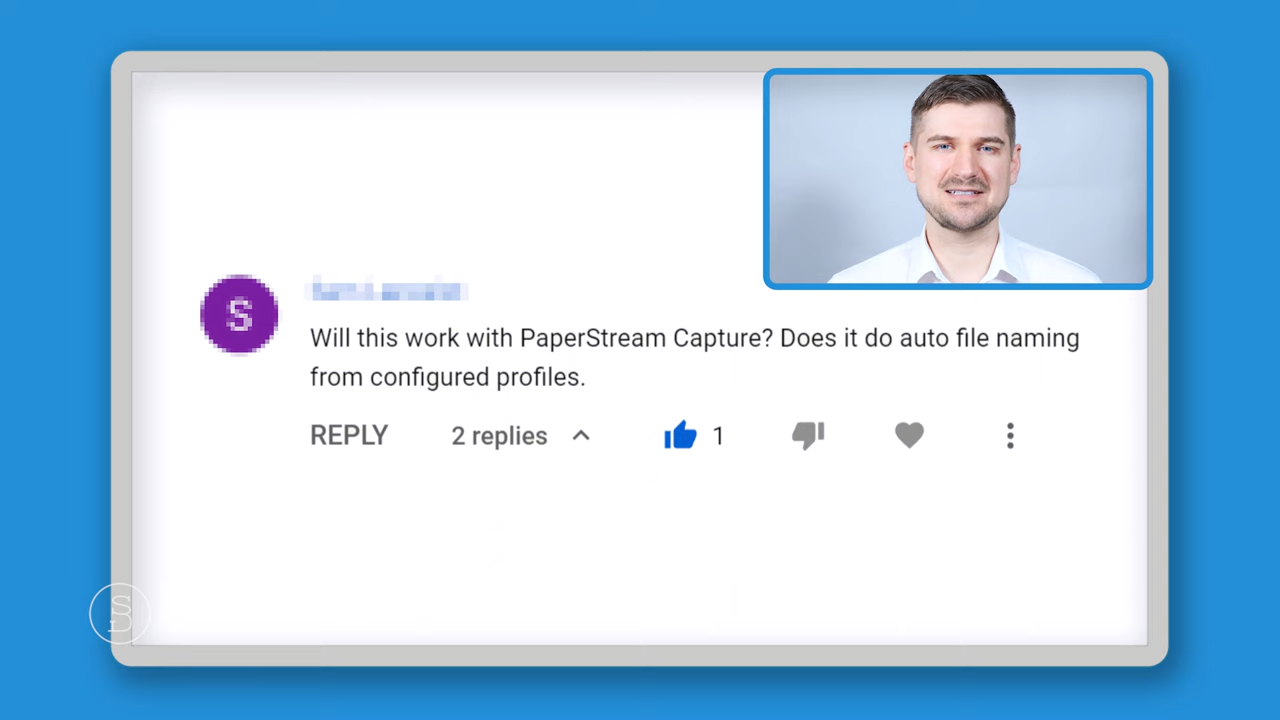 S
Will this work with PaperStream Capture? Does it do auto file naming
from configured profiles.
REPLY 2 replies 1